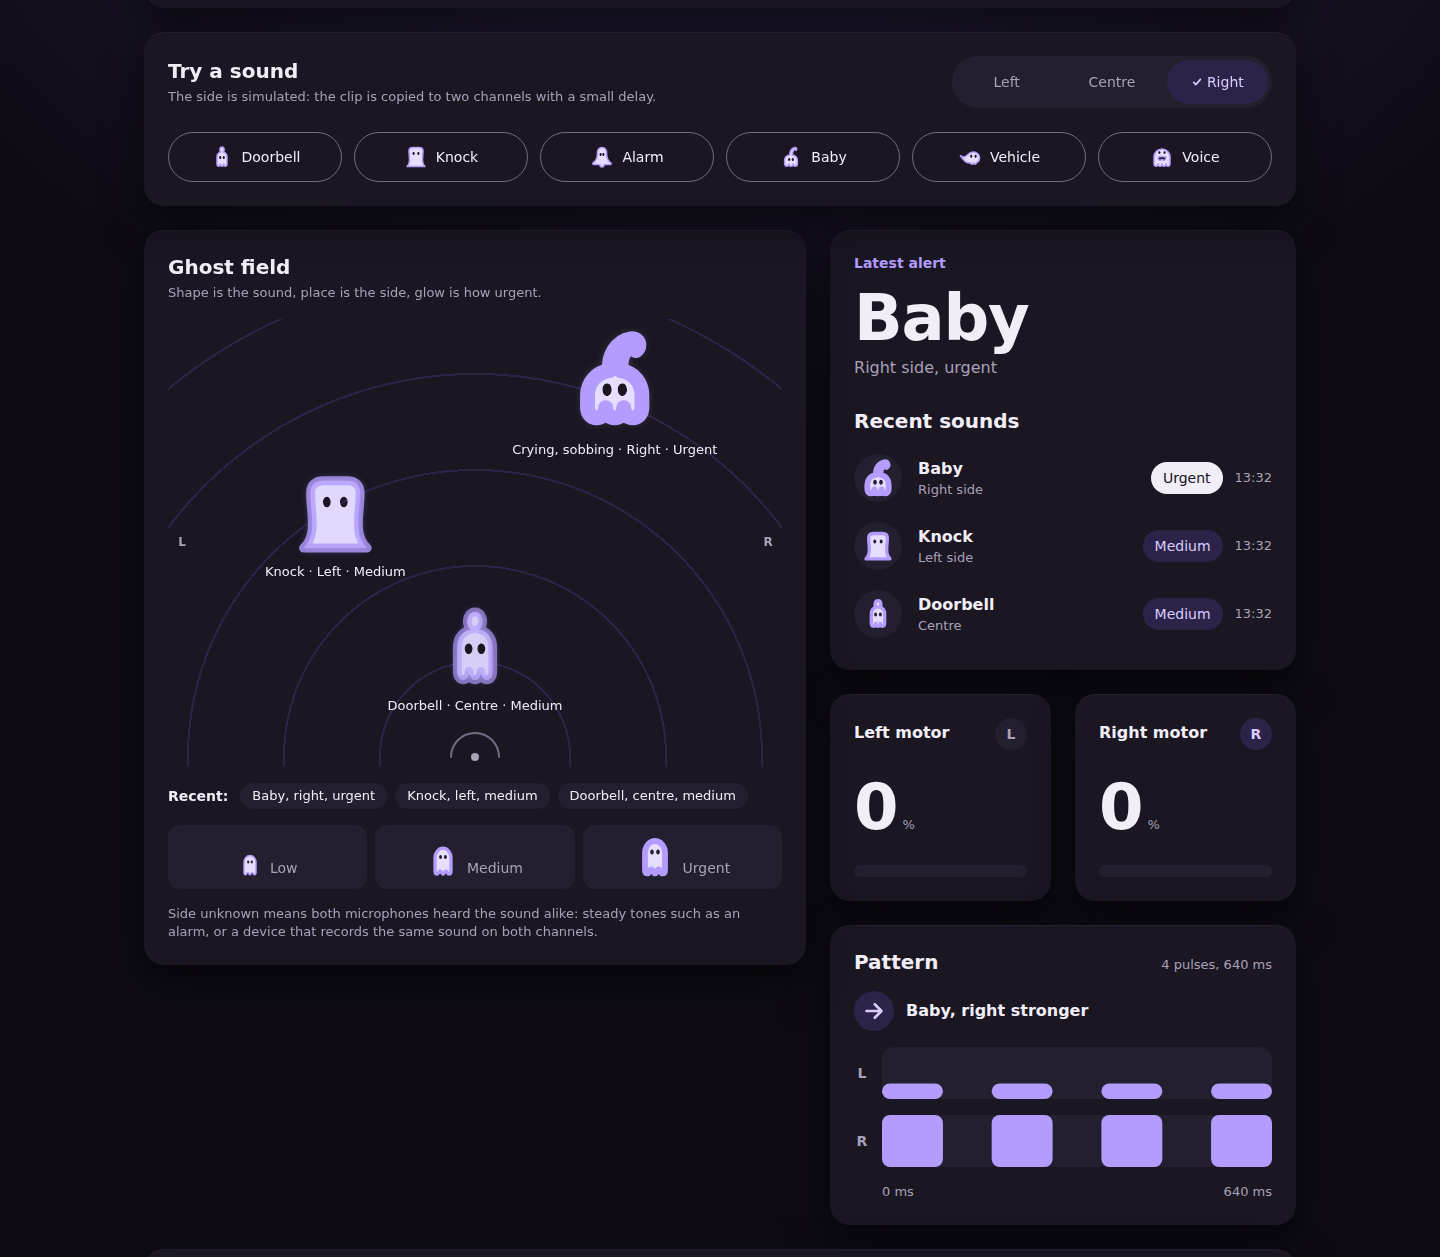 Try a sound
The side is simulated: the clip is copied to two channels with a small delay.
Left
Centre
Right
Doorbell
Knock
Alarm
Baby
Vehicle
Voice
Ghost field
Shape is the sound, place is the side, glow is how urgent.
Crying, sobbing · Right · Urgent
L
R
Knock · Left · Medium
Doorbell · Centre · Medium
Recent:
Baby, right, urgent
Knock, left, medium
Doorbell, centre, medium
Low
Medium
Urgent
Side unknown means both microphones heard the sound alike: steady tones such as an
alarm, or a device that records the same sound on both channels.
Latest alert
Baby
Right side, urgent
Recent sounds
Baby
Right side
Urgent
13:32
Knock
Left side
Medium
13:32
Doorbell
Centre
Medium
13:32
Left motor
L
0 %
Right motor
R
0 %
Pattern
4 pulses, 640 ms
Baby, right stronger
L
R
0 ms
640 ms